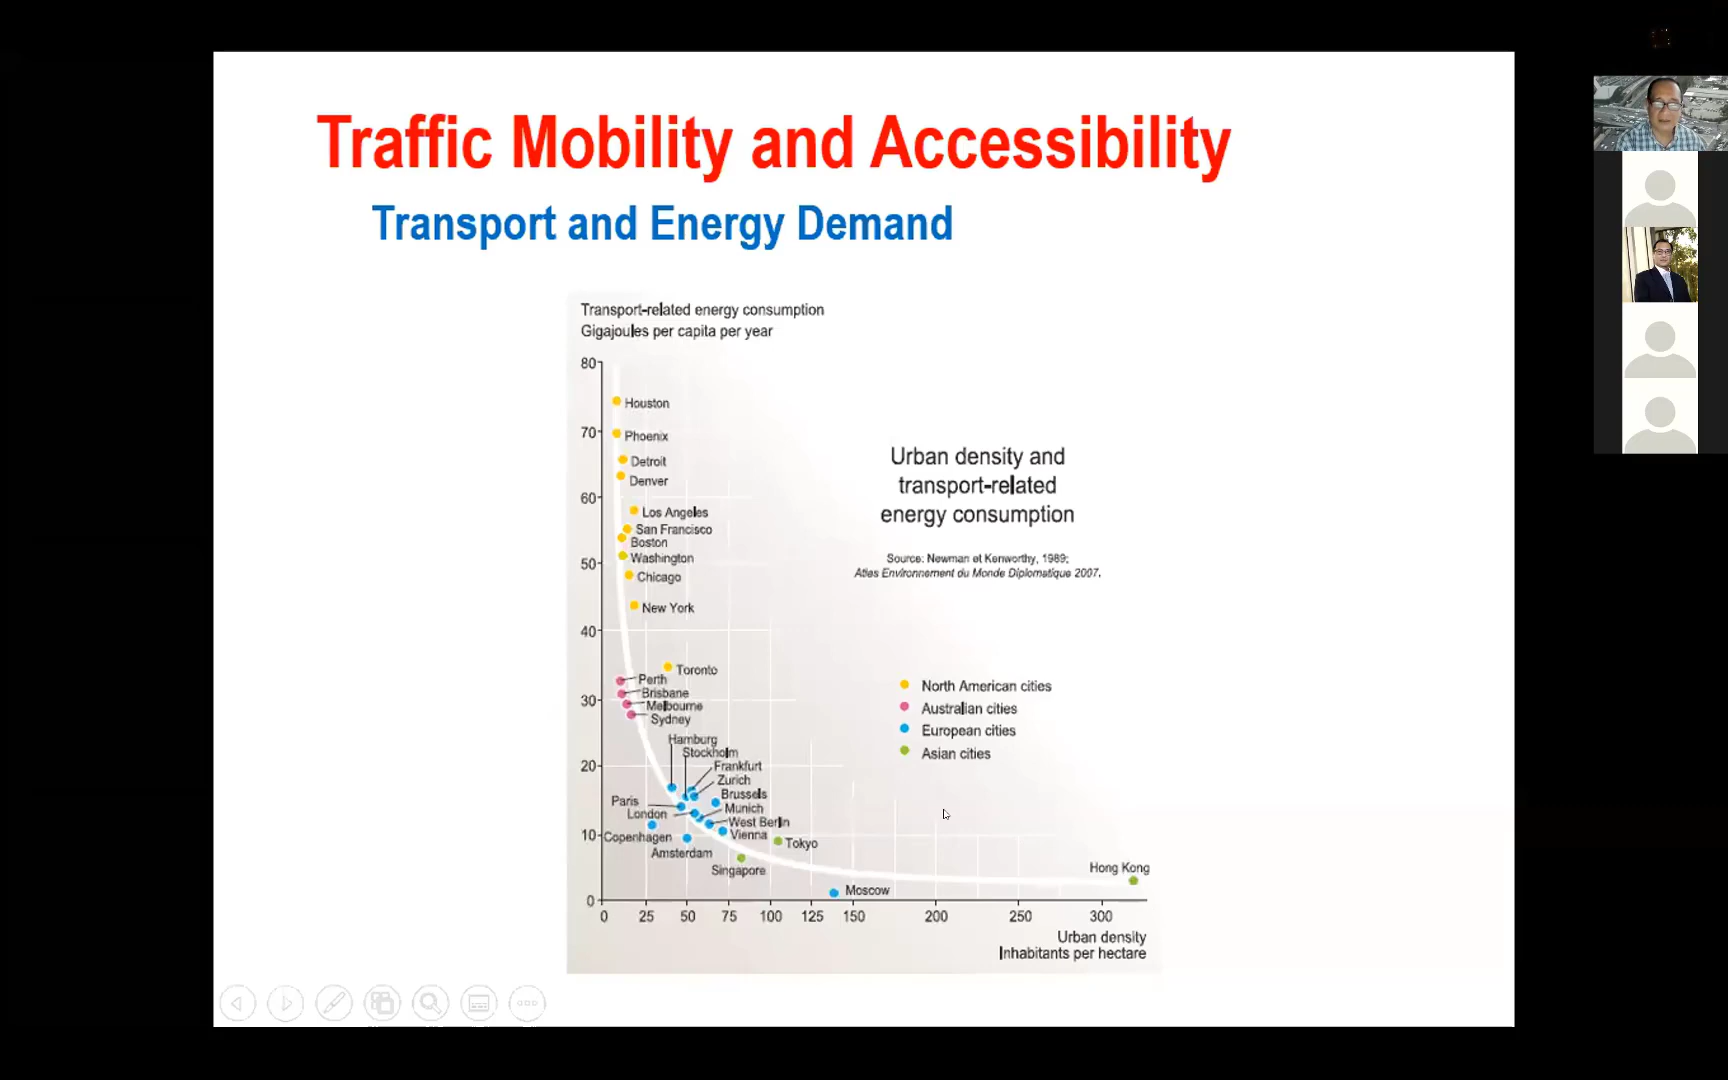 Traffic Mobility and Accessibility
Transport and Energy Demand
Transport-related energy consumption
Gigajoules per capita per year
80
Houston
70
Phoenix
Detroit
Denver
60
Los Angeles
San Francisco
Boston
Washington
50
Chicago
New York
40
Toronto
Perth
30
Brisbane
Melbourne
Sydney
Hamburg
Stockholm
20
Frankfurt
Zurich
Brussels
Paris
Munich
London
West Berlin
10
Copenhagen
Vienna
Tokyo
Amsterdam
Singapore
Hong Kong
Moscow
0
0 25 50 75 100 125 150 200 250 300
Urban density
Inhabitants per hectare
Urban density and
transport-related
energy consumption
Source: Newman et Kenworthy, 1989;
Atlas Environnement du Monde Diplomatique 2007.
North American cities
Australian cities
European cities
Asian cities